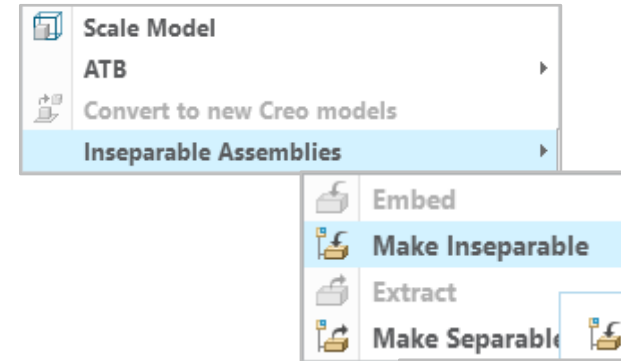 Scale Model
ATB
Convert to new Creo models
Inseparable Assemblies
Embed
Make Inseparable
Extract
Make Separable